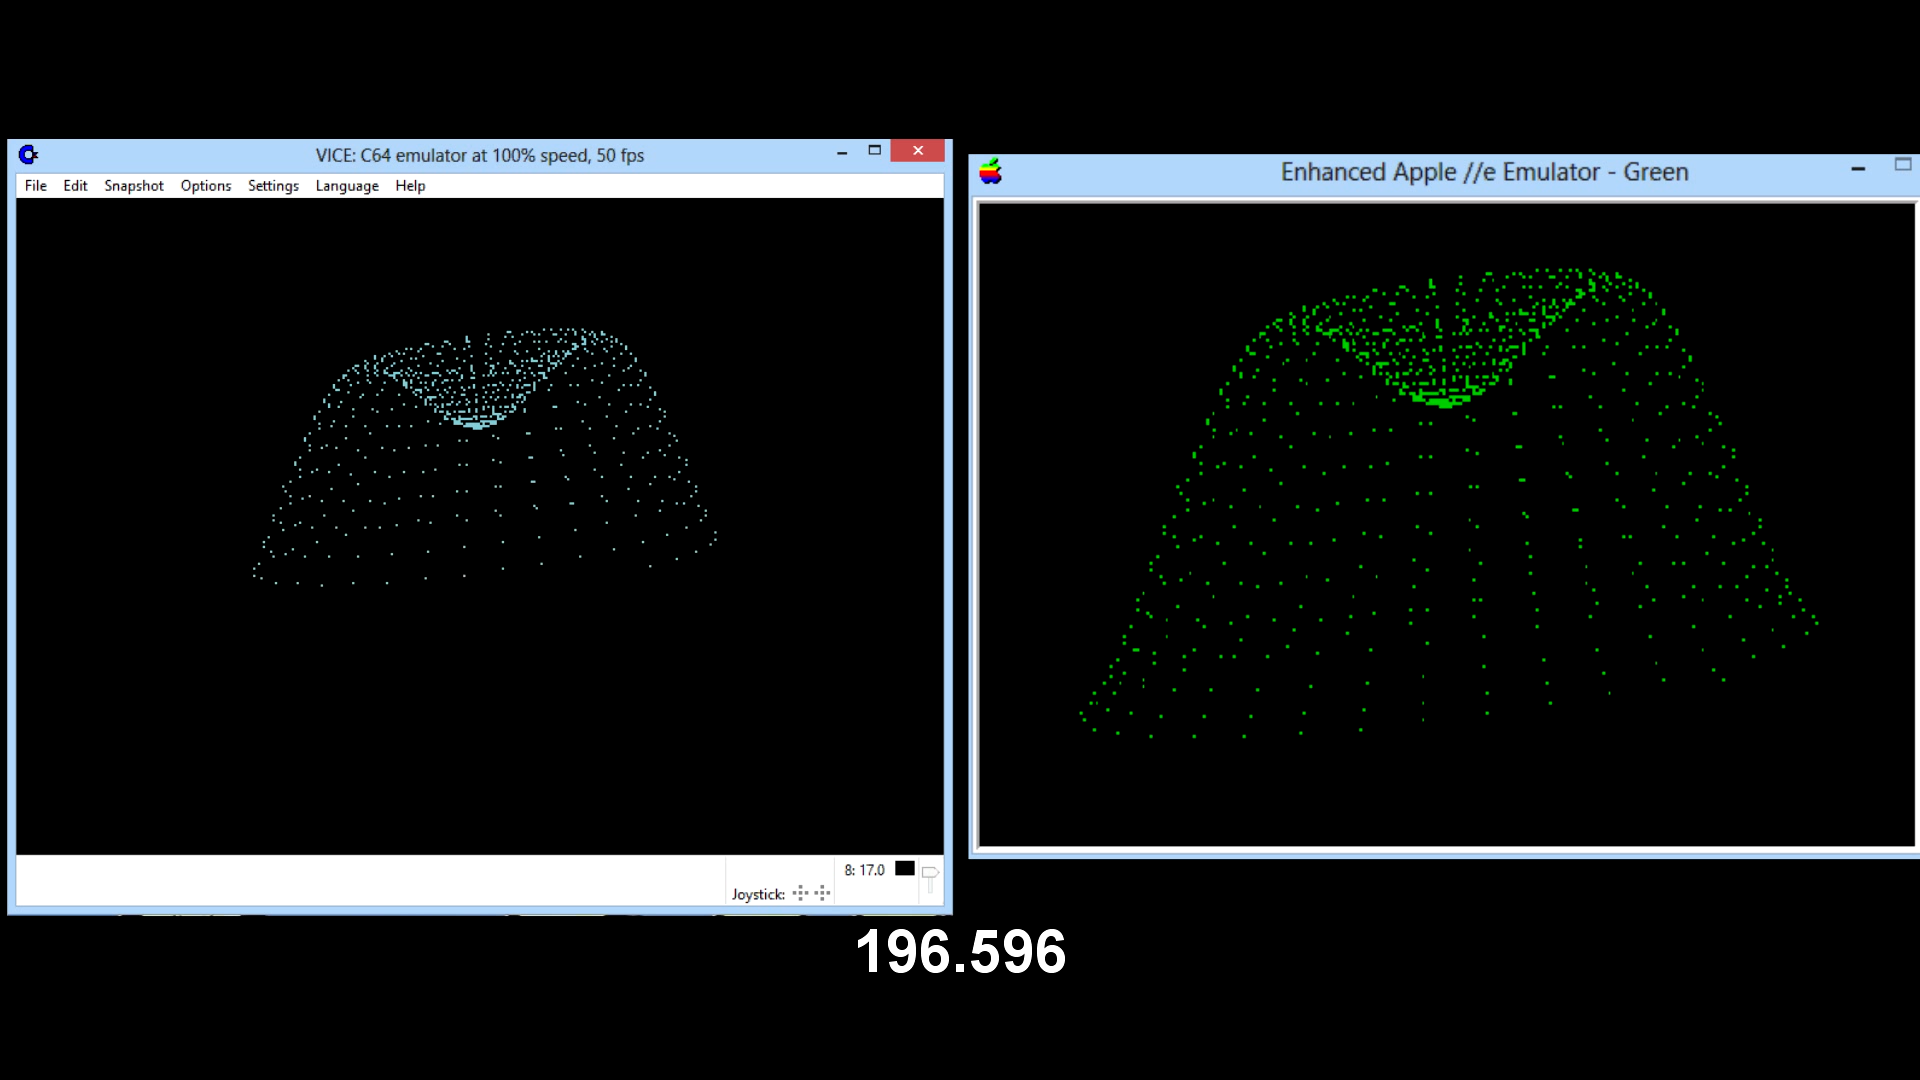 VICE: C64 emulator at 100% speed, 50 fps
File Edit Snapshot Options Settings Language Help
Enhanced Apple //e Emulator - Green
8: 17.0
Joystick:
196.596